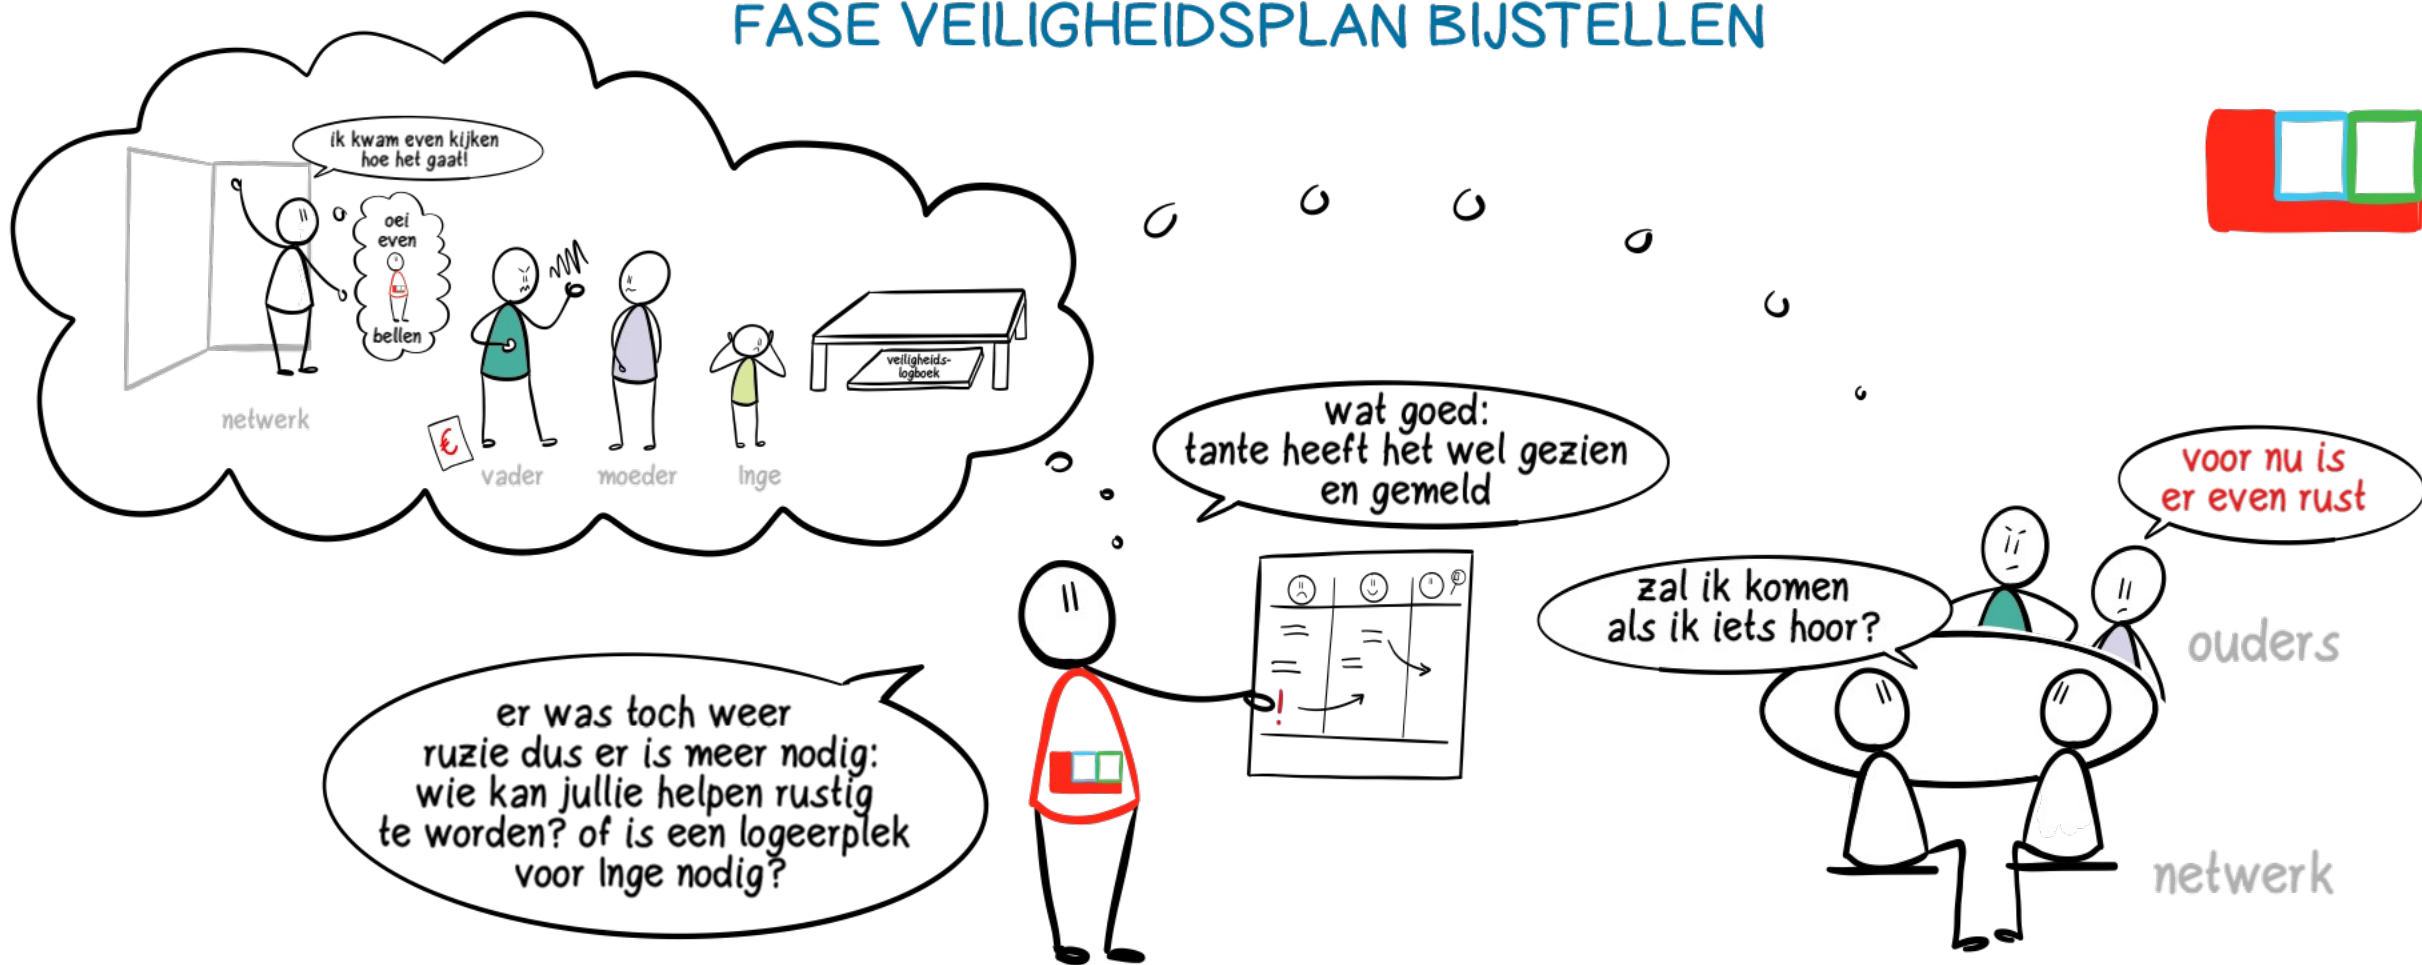 FASE VEILIGHEIDSPLAN BIJSTELLEN
ik kwam even kijken
hoe het gaat!
oei
even
bellen
veiligheids-
logboek
netwerk
€
vader
moeder
Inge
wat goed:
tante heeft het wel gezien
en gemeld
voor nu is
er even rust
zal ik komen
als ik iets hoor?
ouders
!
er was toch weer
ruzie dus er is meer nodig:
wie kan jullie helpen rustig
te worden? of is een logeerplek
voor Inge nodig?
netwerk